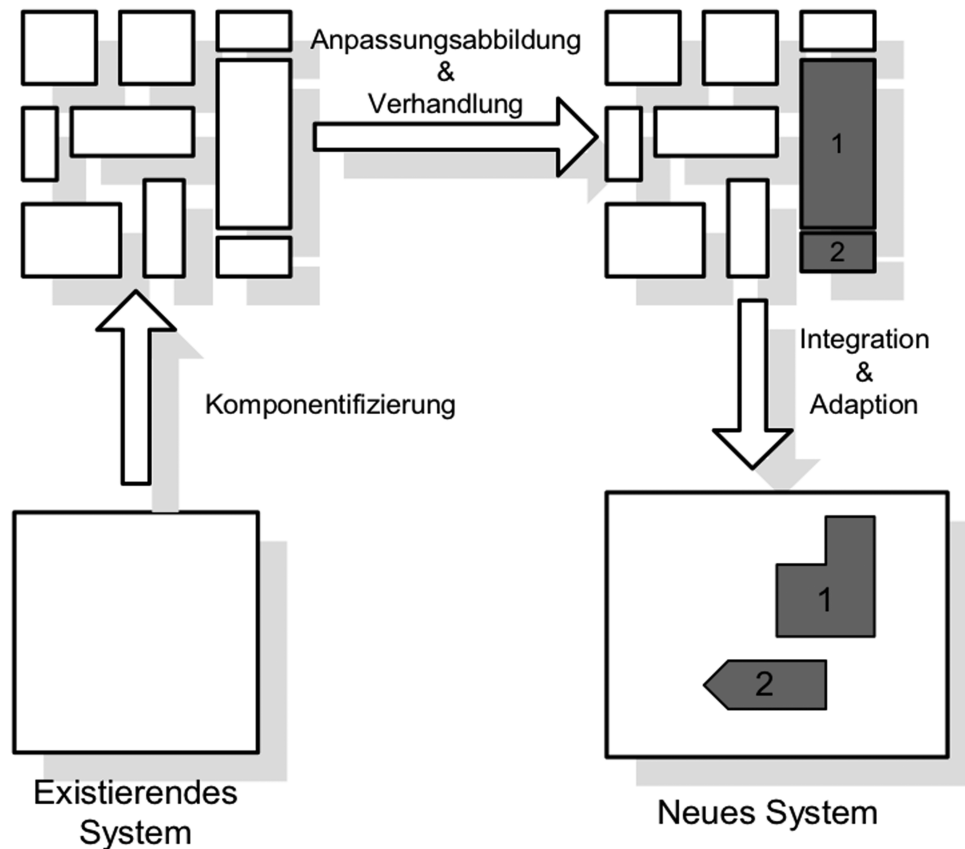 Anpassungsabbildung
&
Verhandlung
1
2
Komponentifizierung
Integration
&
Adaption
1
2
Existierendes
System
Neues System